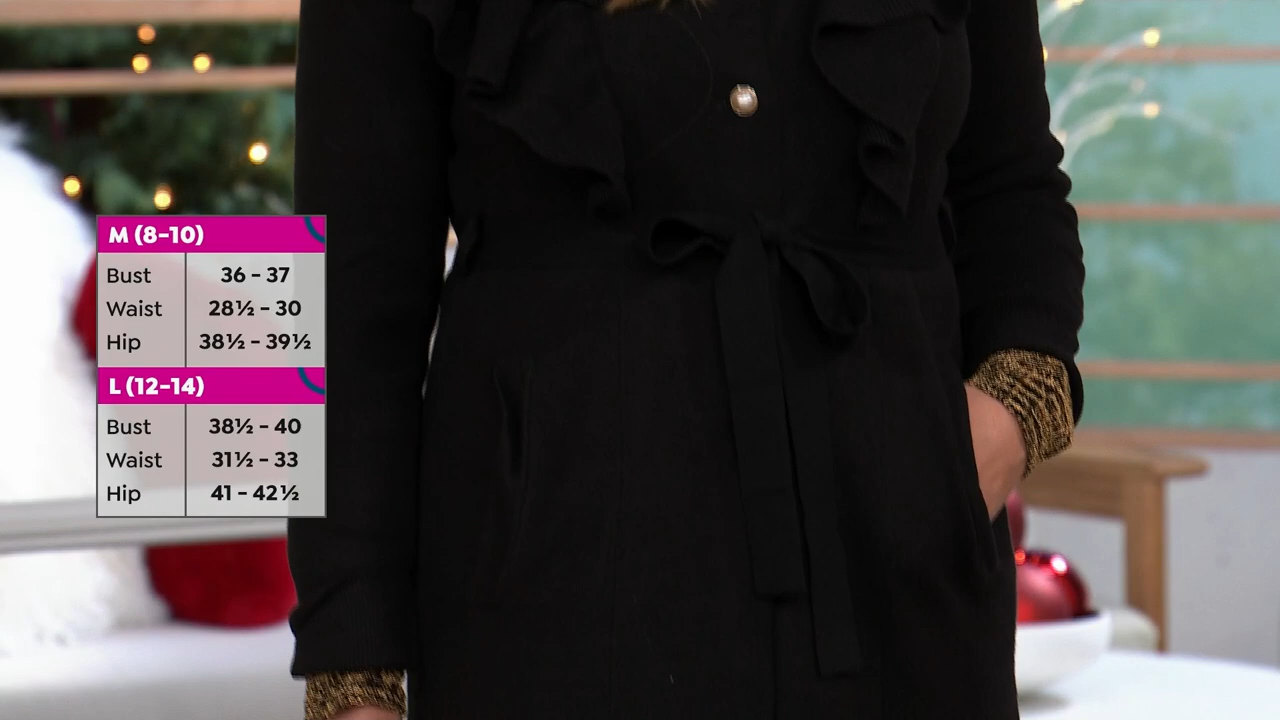 M (8-10)
Bust 36 - 37
Waist 28½ - 30
Hip 38½ - 39½
L (12-14)
Bust 38½ - 40
Waist 31½ - 33
Hip 41 - 42½